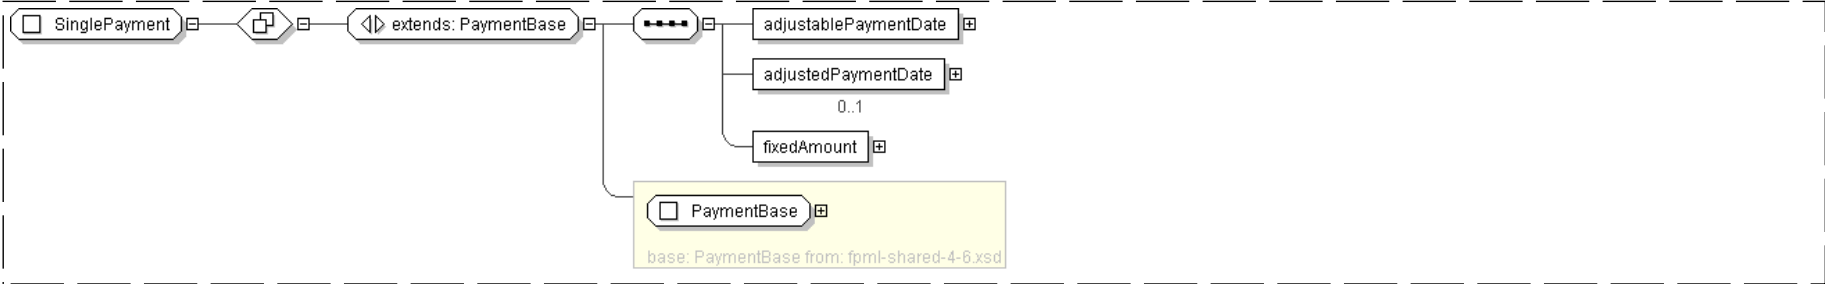 SinglePayment
extends: PaymentBase
adjustablePaymentDate
adjustedPaymentDate
0..1
fixedAmount
PaymentBase
base: PaymentBase from: fpml-shared-4-6.xsd